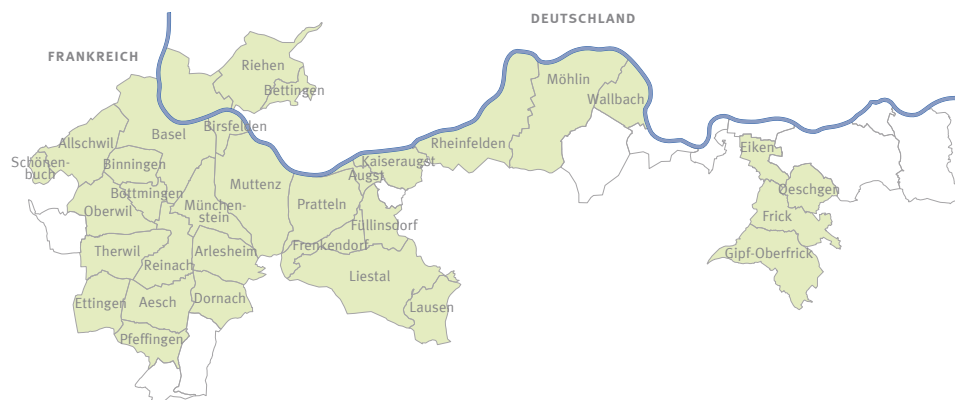 DEUTSCHLAND
FRANKREICH
Riehen
Bettingen
Möhlin
Wallbach
Birsfelden
Basel
Allschwil
Rheinfelden
Eiken
Schönen-
buch
Binningen
Kaiseraugst
Augst
Muttenz
Böttmingen
Oeschgen
Oberwil
München-
stein
Pratteln
Frick
Füllinsdorf
Frenkendorf
Therwil
Arlesheim
Gipf-Oberfrick
Reinach
Liestal
Ettingen
Aesch
Dornach
Lausen
Pfeffingen